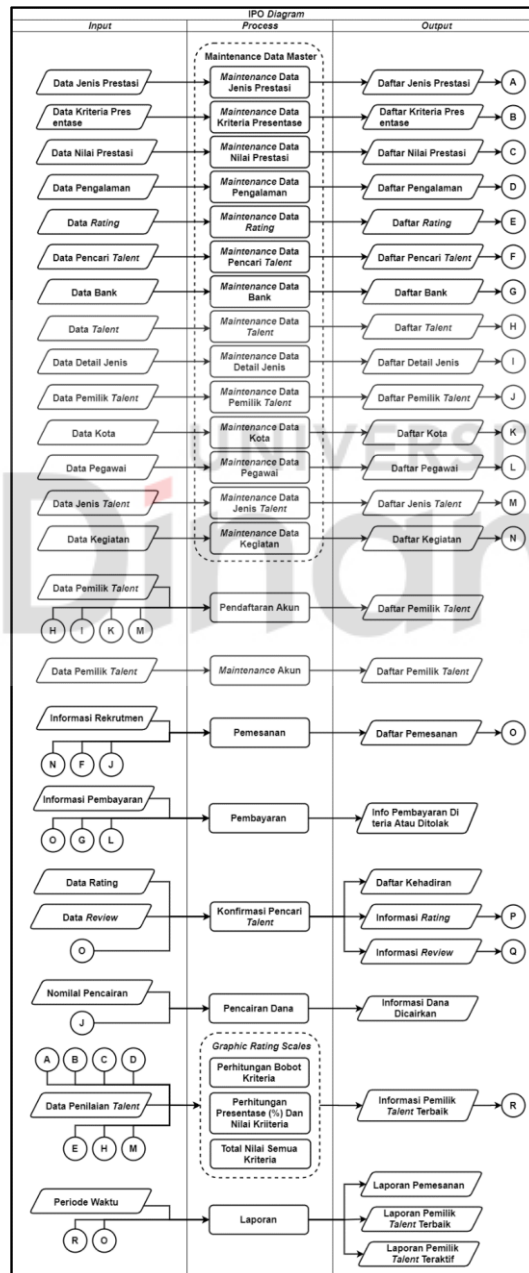 IPO Diagram
Input Process Output
Maintenance Data Master
Data Jenis Prestasi
Maintenance Data
Jenis Prestasi
Daftar Jenis Prestasi
A
Data Kriteria Pres
entase
Maintenance Data
Kriteria Presentase
Daftar Kriteria Pres
entase
B
Data Nilai Prestasi
Maintenance Data
Nilai Prestasi
Daftar Nilai Prestasi
C
Data Pengalaman
Maintenance Data
Pengalaman
Daftar Pengalaman
D
Data Rating
Maintenance Data
Rating
Daftar Rating
E
Data Pencari Talent
Maintenance Data
Pencari Talent
Daftar Pencari Talent
F
Data Bank
Maintenance Data
Bank
Daftar Bank
G
Data Talent
Maintenance Data
Talent
Daftar Talent
H
Data Detail Jenis
Maintenance Data
Detail Jenis
Daftar Detail Jenis
I
Data Pemilik Talent
Maintenance Data
Pemilik Talent
Daftar Pemilik Talent
J
Data Kota
Maintenance Data
Kota
Daftar Kota
K
Data Pegawai
Maintenance Data
Pegawai
Daftar Pegawai
L
Data Jenis Talent
Maintenance Data
Jenis Talent
Daftar Jenis Talent
M
Data Kegiatan
Maintenance Data
Kegiatan
Daftar Kegiatan
N
UNIVERSI
Dinam
Data Pemilik Talent
H I K M
Pendaftaran Akun
Daftar Pemilik Talent
Data Pemilik Talent
Maintenance Akun
Daftar Pemilik Talent
Informasi Rekrutmen
N F J
Pemesanan
Daftar Pemesanan
O
Informasi Pembayaran
O G L
Pembayaran
Info Pembayaran Di
teria Atau Ditolak
Data Rating
Data Review
O
Konfirmasi Pencari
Talent
Daftar Kehadiran
Informasi Rating
P
Informasi Review
Q
Nomilal Pencairan
J
Pencairan Dana
Informasi Dana
Dicairkan
A B C D
Data Penilaian Talent
E H M
Graphic Rating Scales
Perhitungan Bobot
Kriteria
Perhitungan
Presentase (%) Dan
Nilai Kriiteria
Total Nilai Semua
Kriteria
Informasi Pemilik
Talent Terbaik
R
Periode Waktu
R O
Laporan
Laporan Pemesanan
Laporan Pemilik
Talent Terbaik
Laporan Pemilik
Talent Teraktif